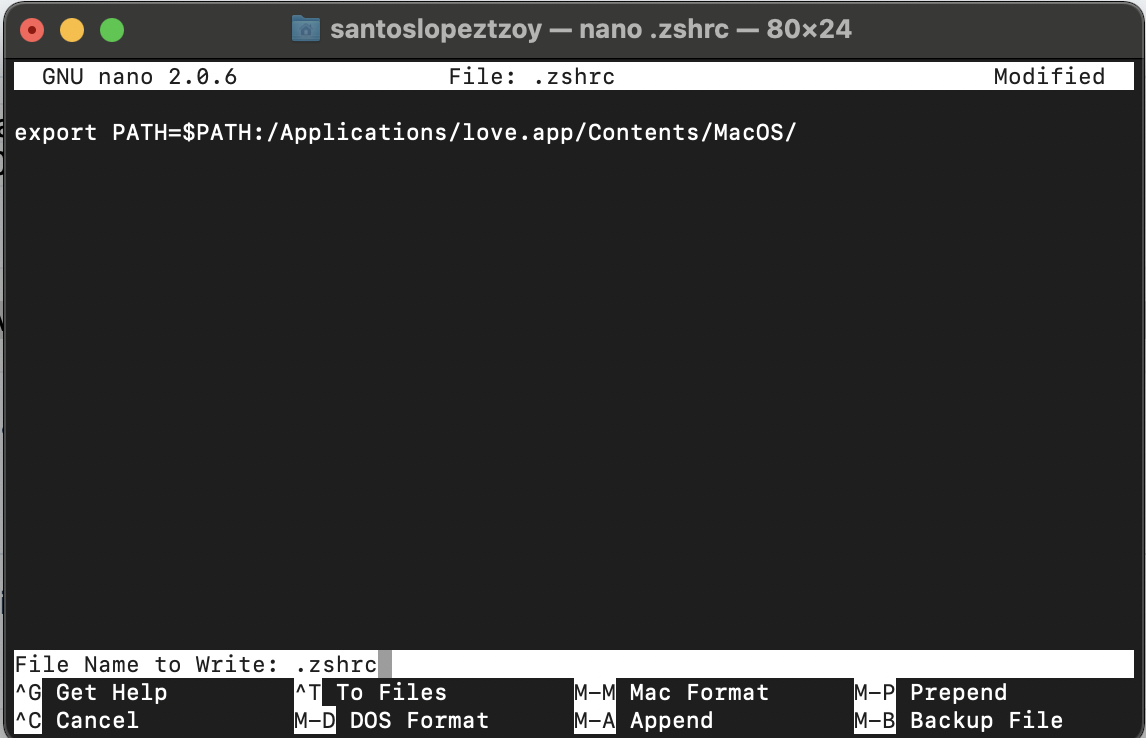 santoslopeztzoy — nano .zshrc — 80×24
GNU nano 2.0.6 File: .zshrc Modified
export PATH=$PATH:/Applications/love.app/Contents/MacOS/
File Name to Write: .zshrc
^G Get Help ^T To Files M-M Mac Format M-P Prepend
^C Cancel M-D DOS Format M-A Append M-B Backup File